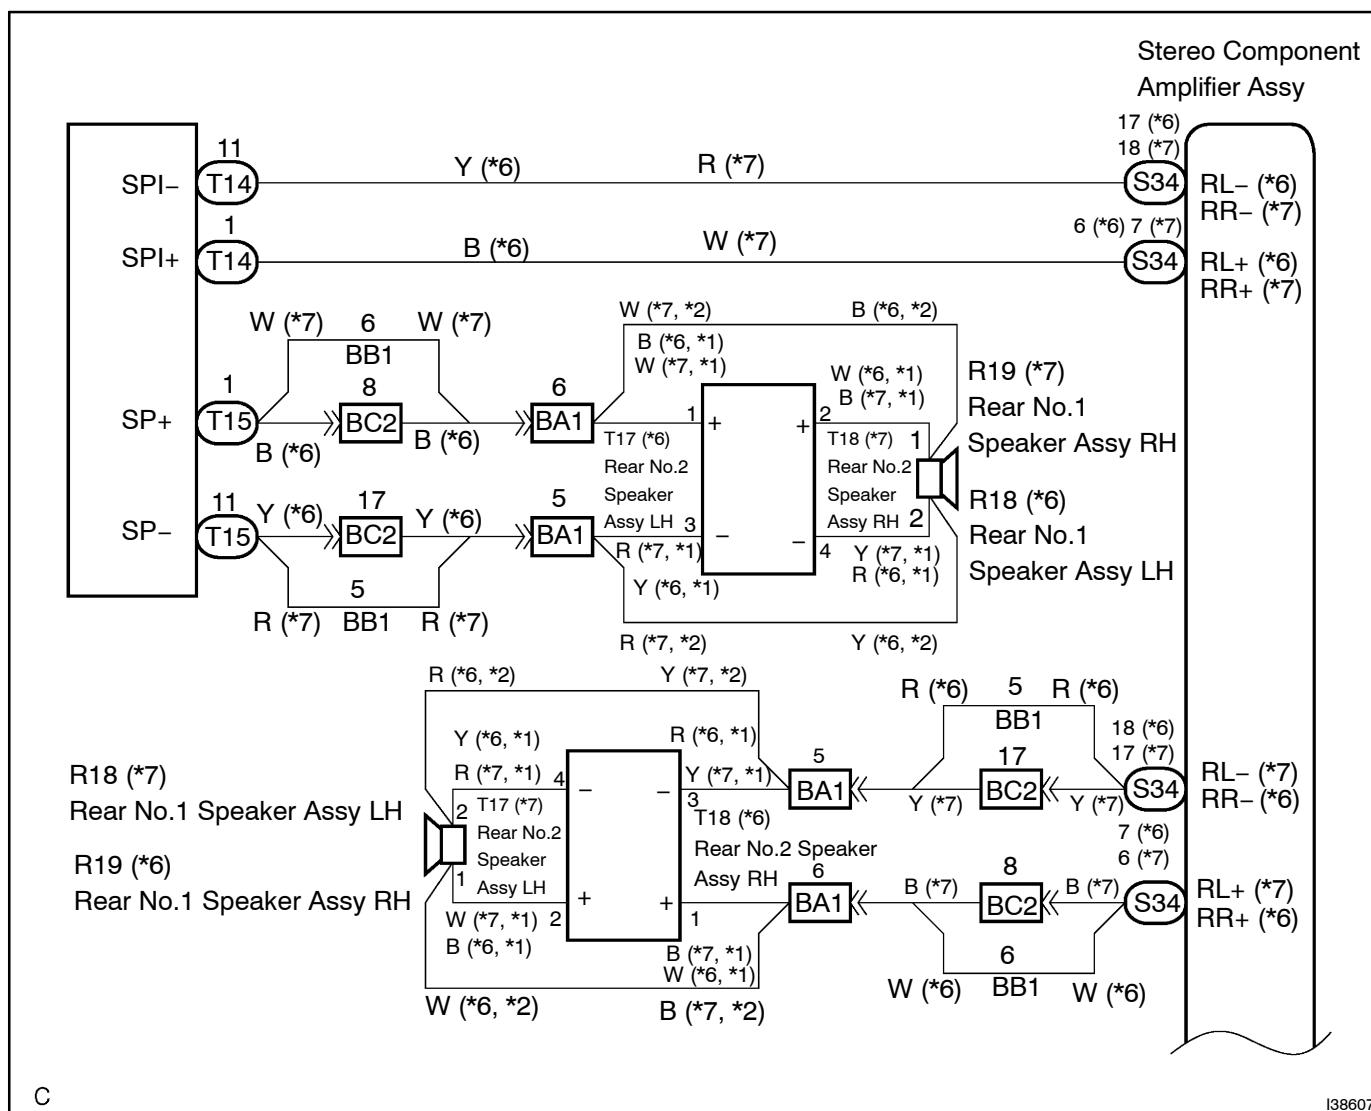 Stereo Component
Amplifier Assy
17 (*6)
18 (*7)
11
SPI− T14 Y (*6) R (*7) S34 RL− (*6)
RR− (*7)
1
6 (*6) 7 (*7)
SPI+ T14 B (*6) W (*7) S34 RL+ (*6)
RR+ (*7)
W (*7) 6 W (*7)
BB1
W (*7, *2) B (*6, *2)
B (*6, *1)
W (*7, *1)
1 8 6
SP+ T15 BC2 BA1
B (*6) B (*6)
1 + + 2
W (*6, *1)
B (*7, *1)
T17 (*6)
Rear No.2
Speaker
Assy LH
T18 (*7)
Rear No.2
Speaker
Assy RH
1
2
R19 (*7)
Rear No.1
Speaker Assy RH
R18 (*6)
Rear No.1
Speaker Assy LH
11 17 5
SP− T15 Y (*6) BC2 Y (*6) BA1
3 − − 4
R (*7, *1)
Y (*6, *1)
Y (*7, *1)
R (*6, *1)
5
R (*7) BB1 R (*7)
R (*7, *2) Y (*6, *2)
R (*6, *2) Y (*7, *2)
R (*6) 5 R (*6)
BB1
18 (*6)
17 (*7)
Y (*6, *1)
R (*7, *1)
R (*6, *1)
Y (*7, *1)
4 − − 3
5 17
BA1 Y (*7) BC2 Y (*7) S34 RL− (*7)
RR− (*6)
R18 (*7)
Rear No.1 Speaker Assy LH
R19 (*6)
Rear No.1 Speaker Assy RH
2
1
T17 (*7)
Rear No.2
Speaker
Assy LH
T18 (*6)
Rear No.2 Speaker
Assy RH
7 (*6)
6 (*7)
2 + + 1
6 8
BA1 B (*7) BC2 B (*7) S34 RL+ (*7)
RR+ (*6)
W (*7, *1)
B (*6, *1)
B (*7, *1)
W (*6, *1)
6
W (*6) BB1 W (*6)
W (*6, *2) B (*7, *2)
C
I38607